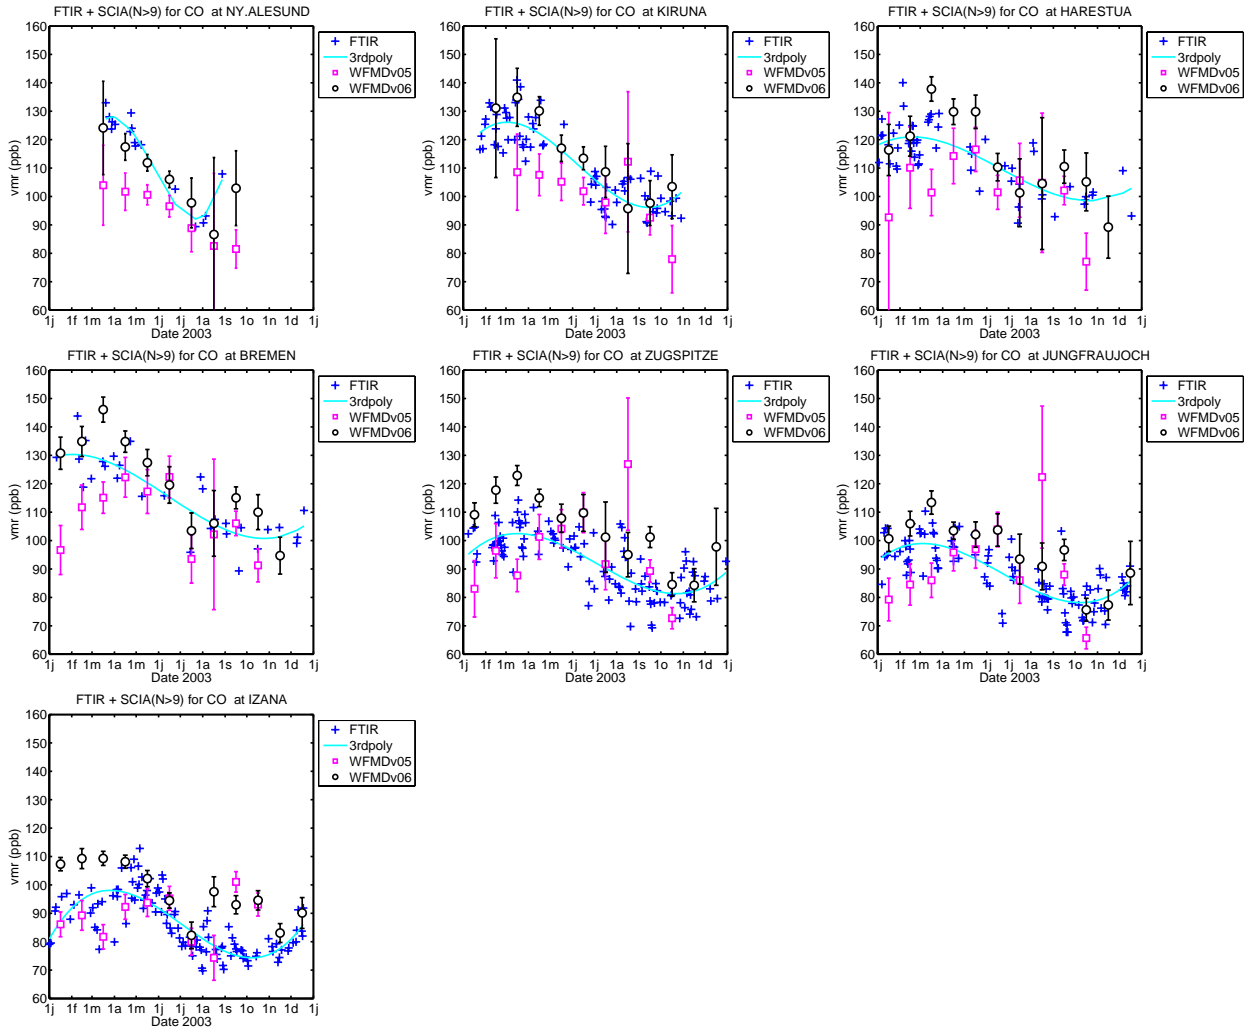 FTIR + SCIA(N>9) for CO at NY.ALESUND
160
150
140
130
120
110
100
90
80
70
60
vmr (ppb)
1j 1f 1m 1a 1m 1j 1j 1a 1s 1o 1n 1d 1j
Date 2003
FTIR
3rdpoly
WFMDv05
WFMDv06
FTIR + SCIA(N>9) for CO at KIRUNA
160
150
140
130
120
110
100
90
80
70
60
vmr (ppb)
1j 1f 1m 1a 1m 1j 1j 1a 1s 1o 1n 1d 1j
Date 2003
FTIR
3rdpoly
WFMDv05
WFMDv06
FTIR + SCIA(N>9) for CO at HARESTUA
160
150
140
130
120
110
100
90
80
70
60
vmr (ppb)
1j 1f 1m 1a 1m 1j 1j 1a 1s 1o 1n 1d 1j
Date 2003
FTIR
3rdpoly
WFMDv05
WFMDv06
FTIR + SCIA(N>9) for CO at BREMEN
160
150
140
130
120
110
100
90
80
70
60
vmr (ppb)
1j 1f 1m 1a 1m 1j 1j 1a 1s 1o 1n 1d 1j
Date 2003
FTIR
3rdpoly
WFMDv05
WFMDv06
FTIR + SCIA(N>9) for CO at ZUGSPITZE
160
150
140
130
120
110
100
90
80
70
60
vmr (ppb)
1j 1f 1m 1a 1m 1j 1j 1a 1s 1o 1n 1d 1j
Date 2003
FTIR
3rdpoly
WFMDv05
WFMDv06
FTIR + SCIA(N>9) for CO at JUNGFRAUJOCH
160
150
140
130
120
110
100
90
80
70
60
vmr (ppb)
1j 1f 1m 1a 1m 1j 1j 1a 1s 1o 1n 1d 1j
Date 2003
FTIR
3rdpoly
WFMDv05
WFMDv06
FTIR + SCIA(N>9) for CO at IZANA
160
150
140
130
120
110
100
90
80
70
60
vmr (ppb)
1j 1f 1m 1a 1m 1j 1j 1a 1s 1o 1n 1d 1j
Date 2003
FTIR
3rdpoly
WFMDv05
WFMDv06